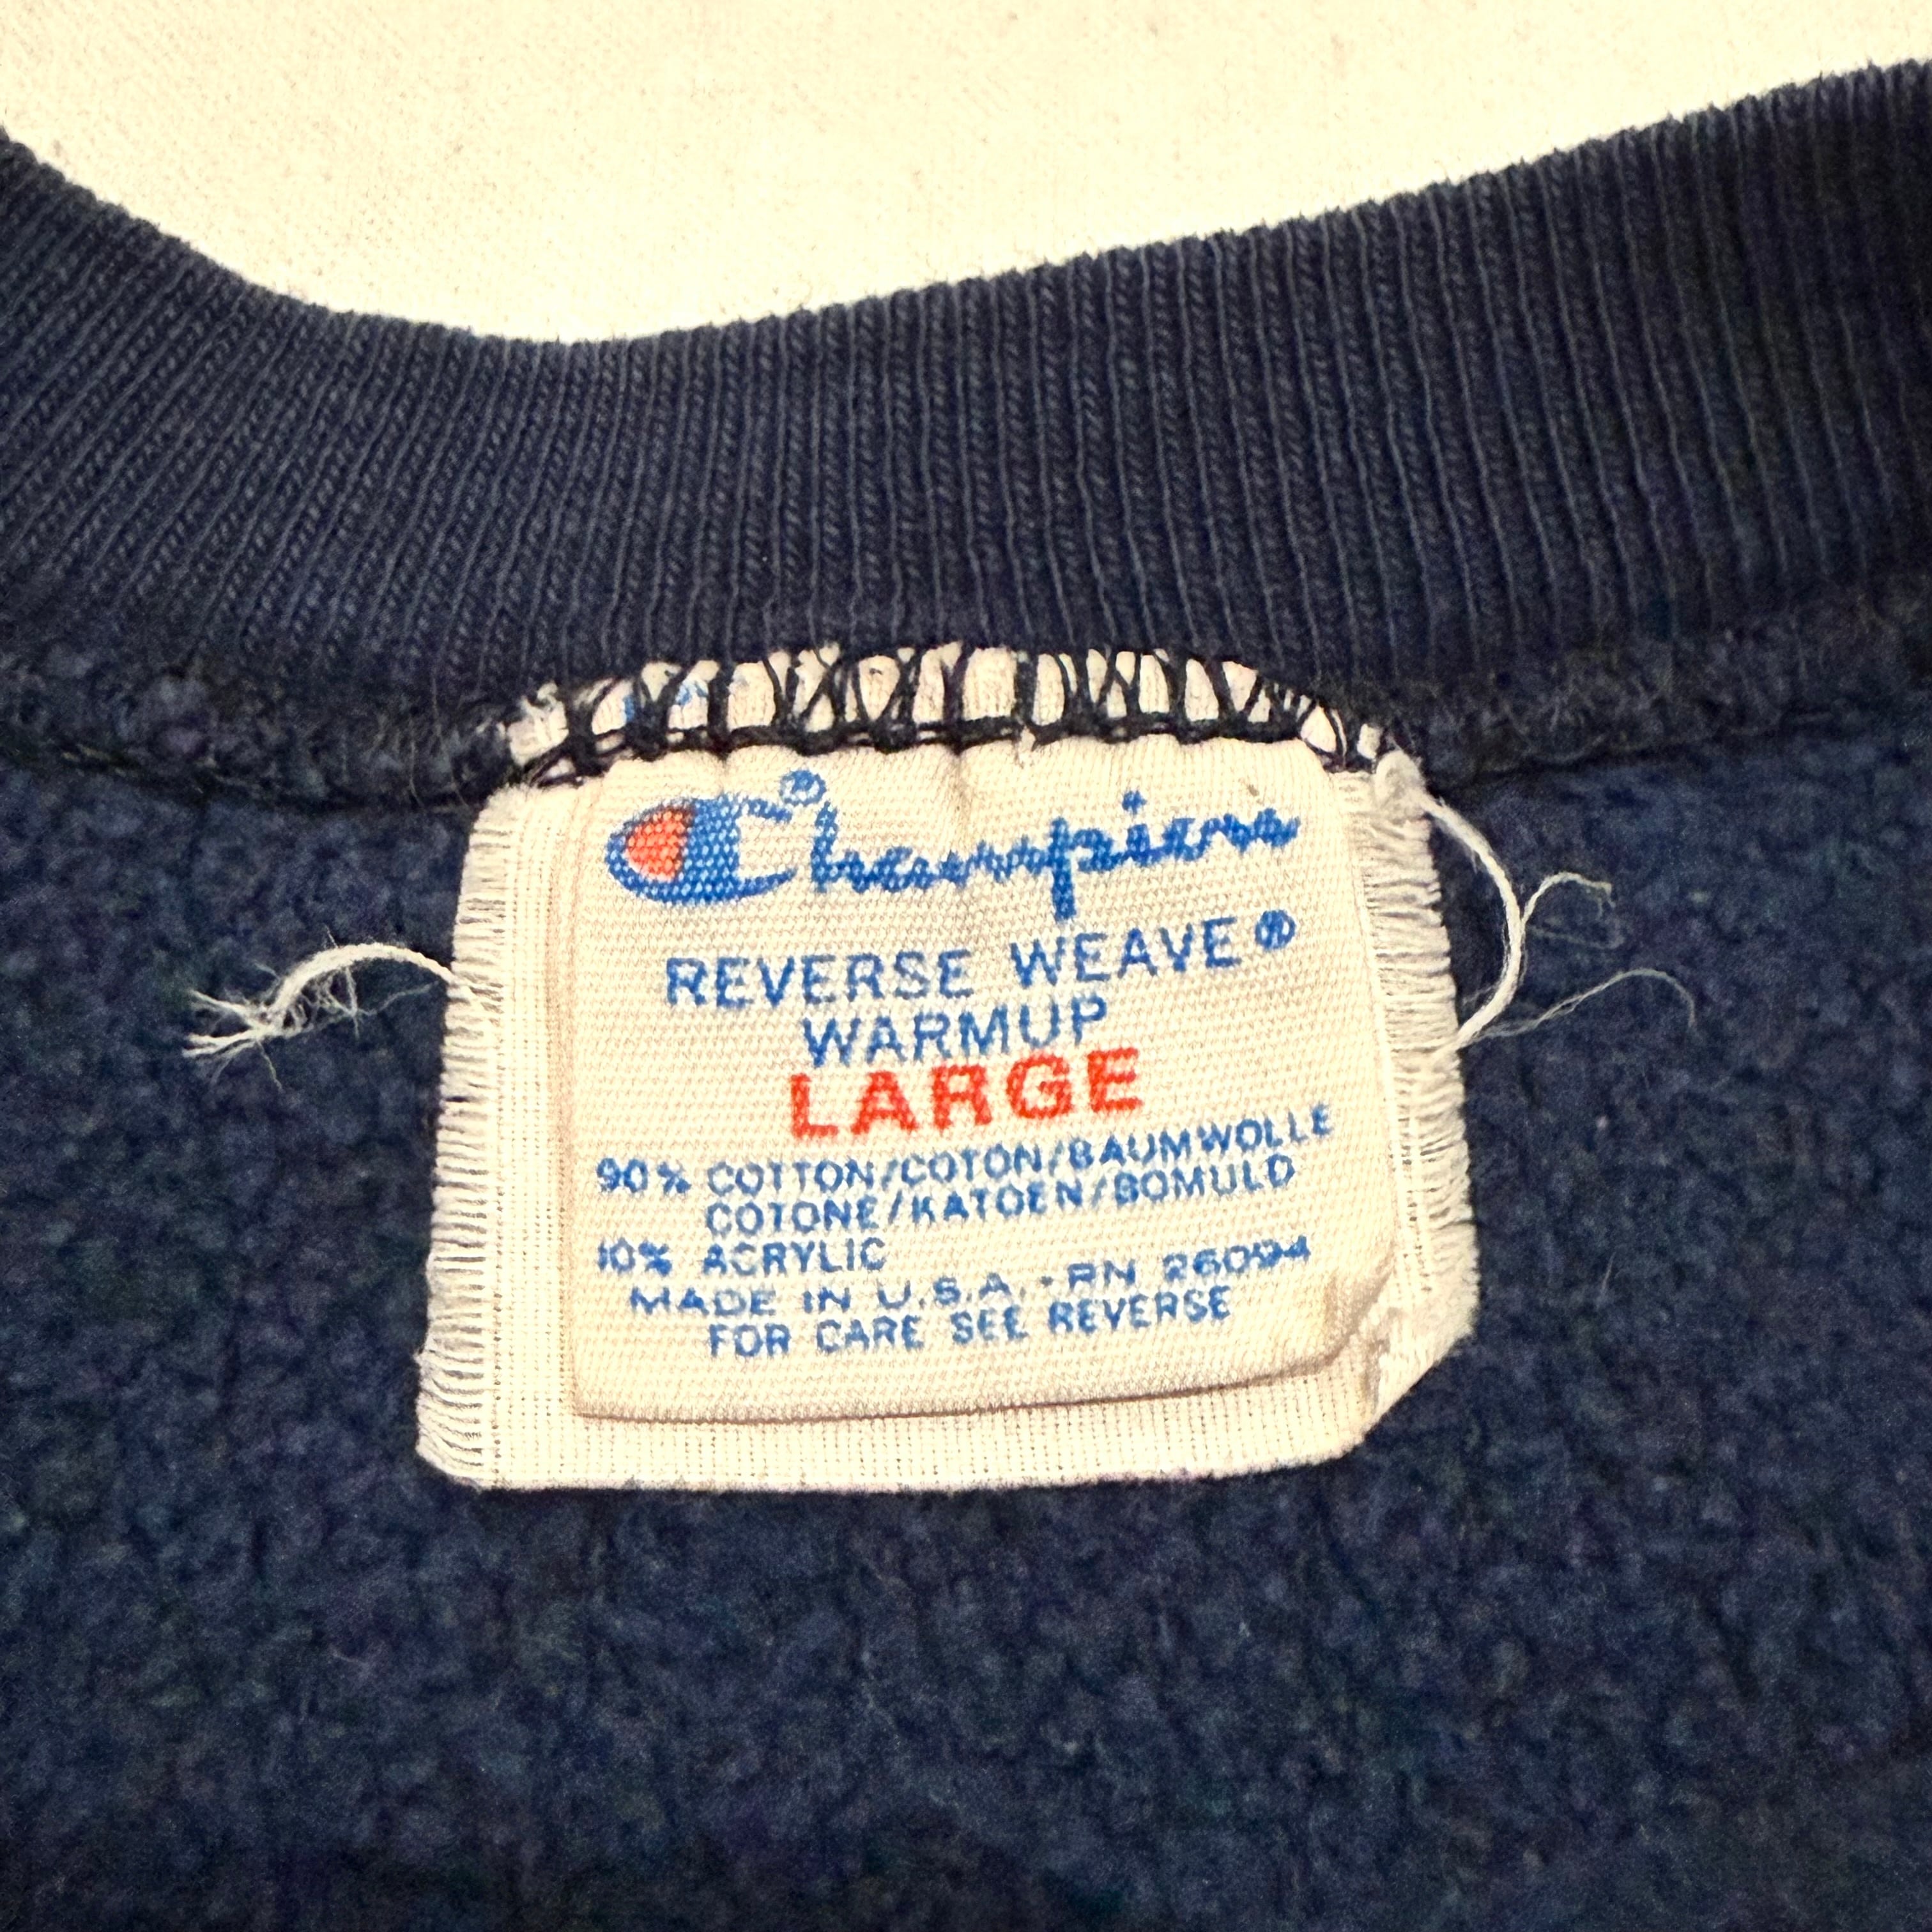 Champion®
REVERSE WEAVE®
WARMUP
LARGE
90% COTTON/COTON/BAUMWOLLE
COTONE/KATOEN/BOMULD
10% ACRYLIC
MADE IN U.S.A. - RN 26094
FOR CARE SEE REVERSE